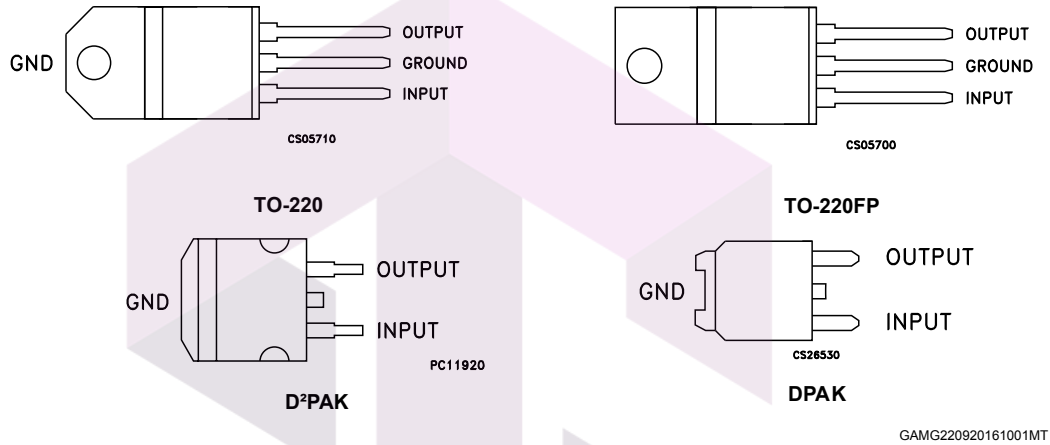 GND
OUTPUT
GROUND
INPUT
CS05710
TO-220
OUTPUT
GROUND
INPUT
CS05700
TO-220FP
GND
OUTPUT
INPUT
PC11920
D²PAK
GND
OUTPUT
INPUT
CS26530
DPAK
GAMG220920161001MT